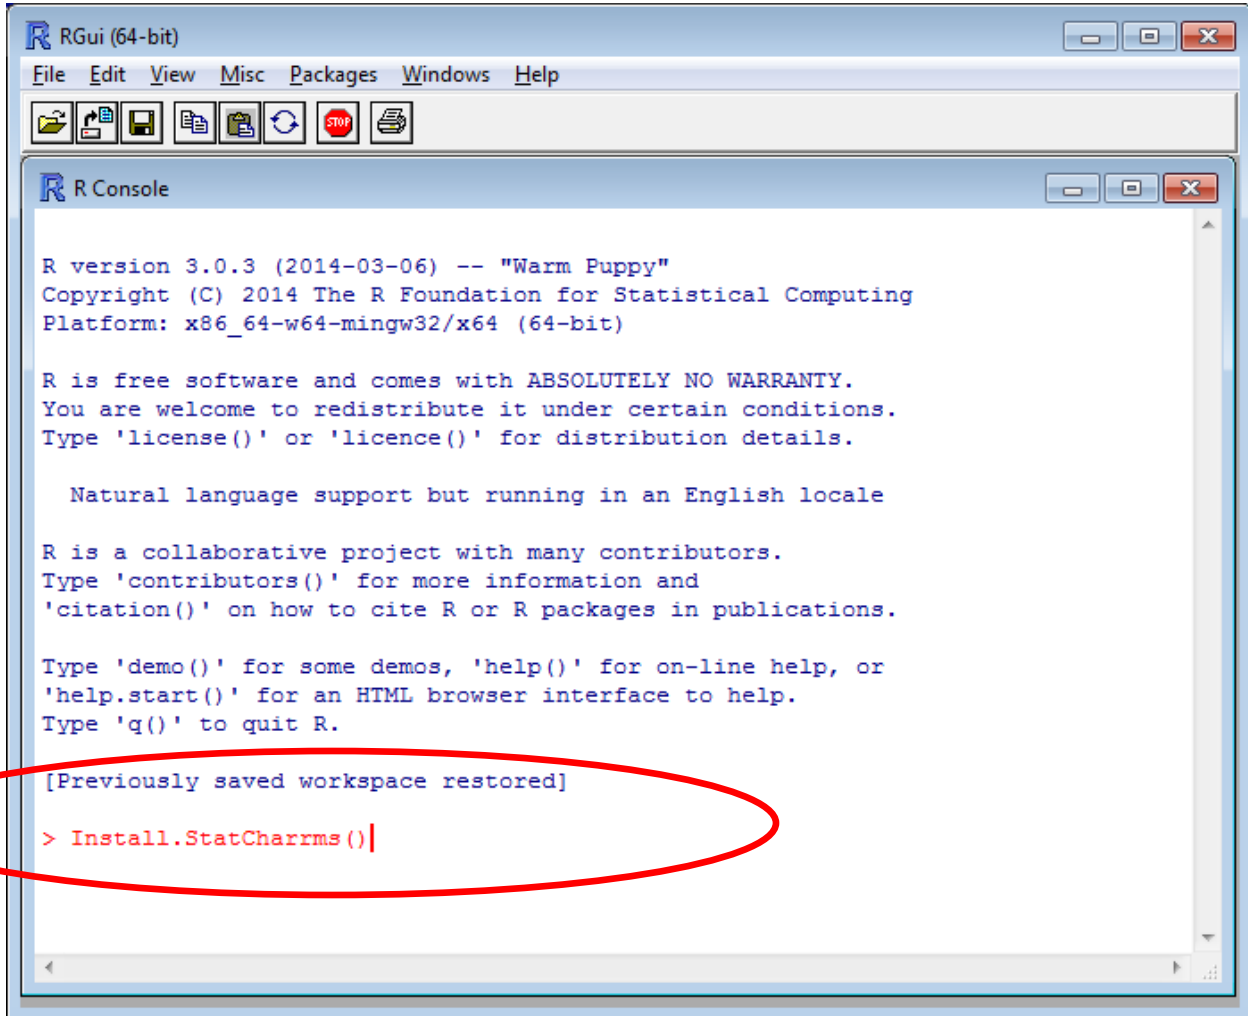 RGui (64-bit)
File Edit View Misc Packages Windows Help
STOP
R Console
R version 3.0.3 (2014-03-06) -- "Warm Puppy"
Copyright (C) 2014 The R Foundation for Statistical Computing
Platform: x86_64-w64-mingw32/x64 (64-bit)
R is free software and comes with ABSOLUTELY NO WARRANTY.
You are welcome to redistribute it under certain conditions.
Type 'license()' or 'licence()' for distribution details.
Natural language support but running in an English locale
R is a collaborative project with many contributors.
Type 'contributors()' for more information and
'citation()' on how to cite R or R packages in publications.
Type 'demo()' for some demos, 'help()' for on-line help, or
'help.start()' for an HTML browser interface to help.
Type 'q()' to quit R.
[Previously saved workspace restored]
> Install.StatCharrms()